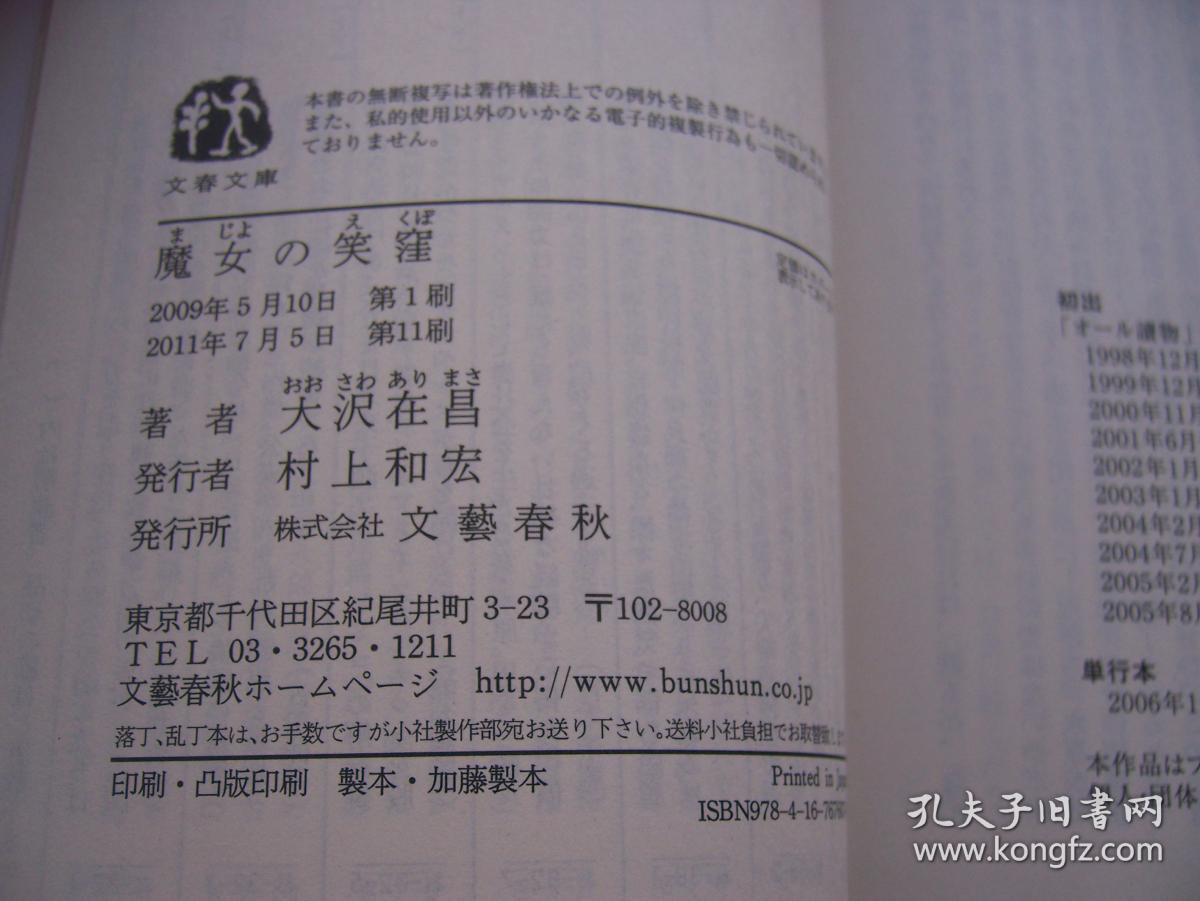 本書の無断複写は著作権法上での例外を除き禁じられています。
また、私的使用以外のいかなる電子的複製行為も一切認め
ておりません。
文春文庫
ま じよ え くぼ
魔女の笑窪
2009年5月10日 第1刷
2011年7月5日 第11刷
おお さわ あり まさ
著者 大沢在昌
発行者 村上和宏
発行所 株式会社 文藝春秋
東京都千代田区紀尾井町 3-23 〒102-8008
TEL 03・3265・1211
文藝春秋ホームページ http://www.bunshun.co.jp
落丁、乱丁本は、お手数ですが小社製作部宛お送り下さい。送料小社負担でお取替
印刷・凸版印刷 製本・加藤製本
Printed in
ISBN978-4-16-7676
初出
「オール讀物」
1998年12月
1999年12月
2000年11月
2001年6月
2002年1月
2003年1月
2004年2月
2004年7月
2005年2月
2005年8月
単行本
2006年1
本作品は
個人・団体
孔夫子旧书网
www.kongfz.com